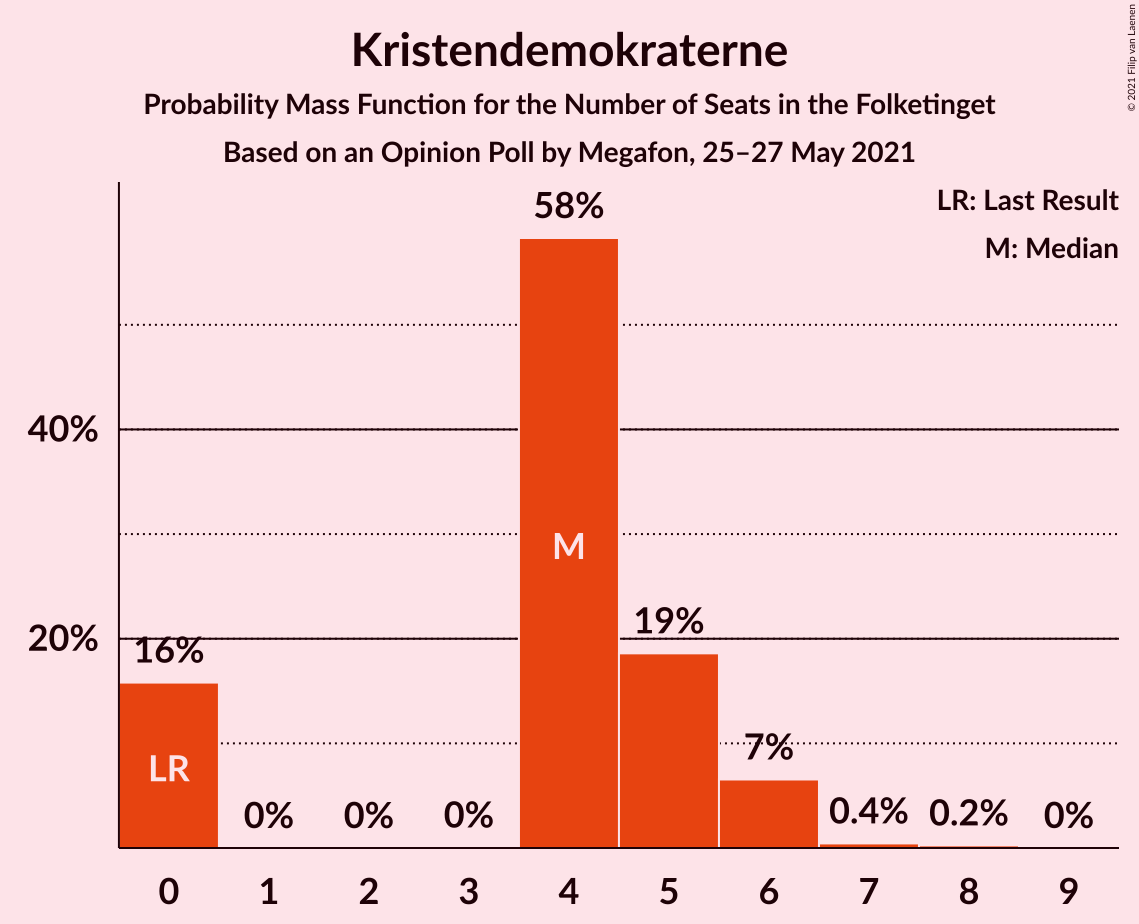 Kristendemokraterne
Probability Mass Function for the Number of Seats in the Folketinget
Based on an Opinion Poll by Megafon, 25–27 May 2021
© 2021 Filip van Laenen
LR: Last Result
M: Median
58%
40%
M
20%
16%
19%
LR
0%
0%
0%
7%
0.4%
0.2%
0%
0 1 2 3 4 5 6 7 8 9